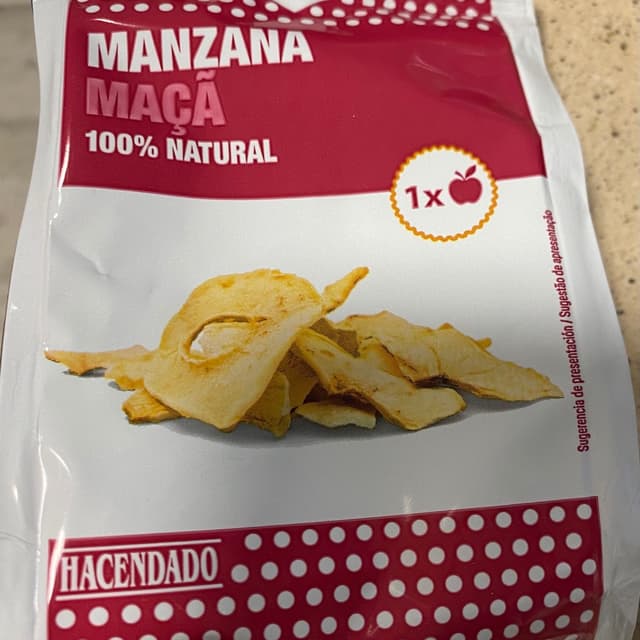 MANZANA
MAÇÃ
100% NATURAL
1x
Sugerencia de presentación / Sugestão de apresentação
HACENDADO